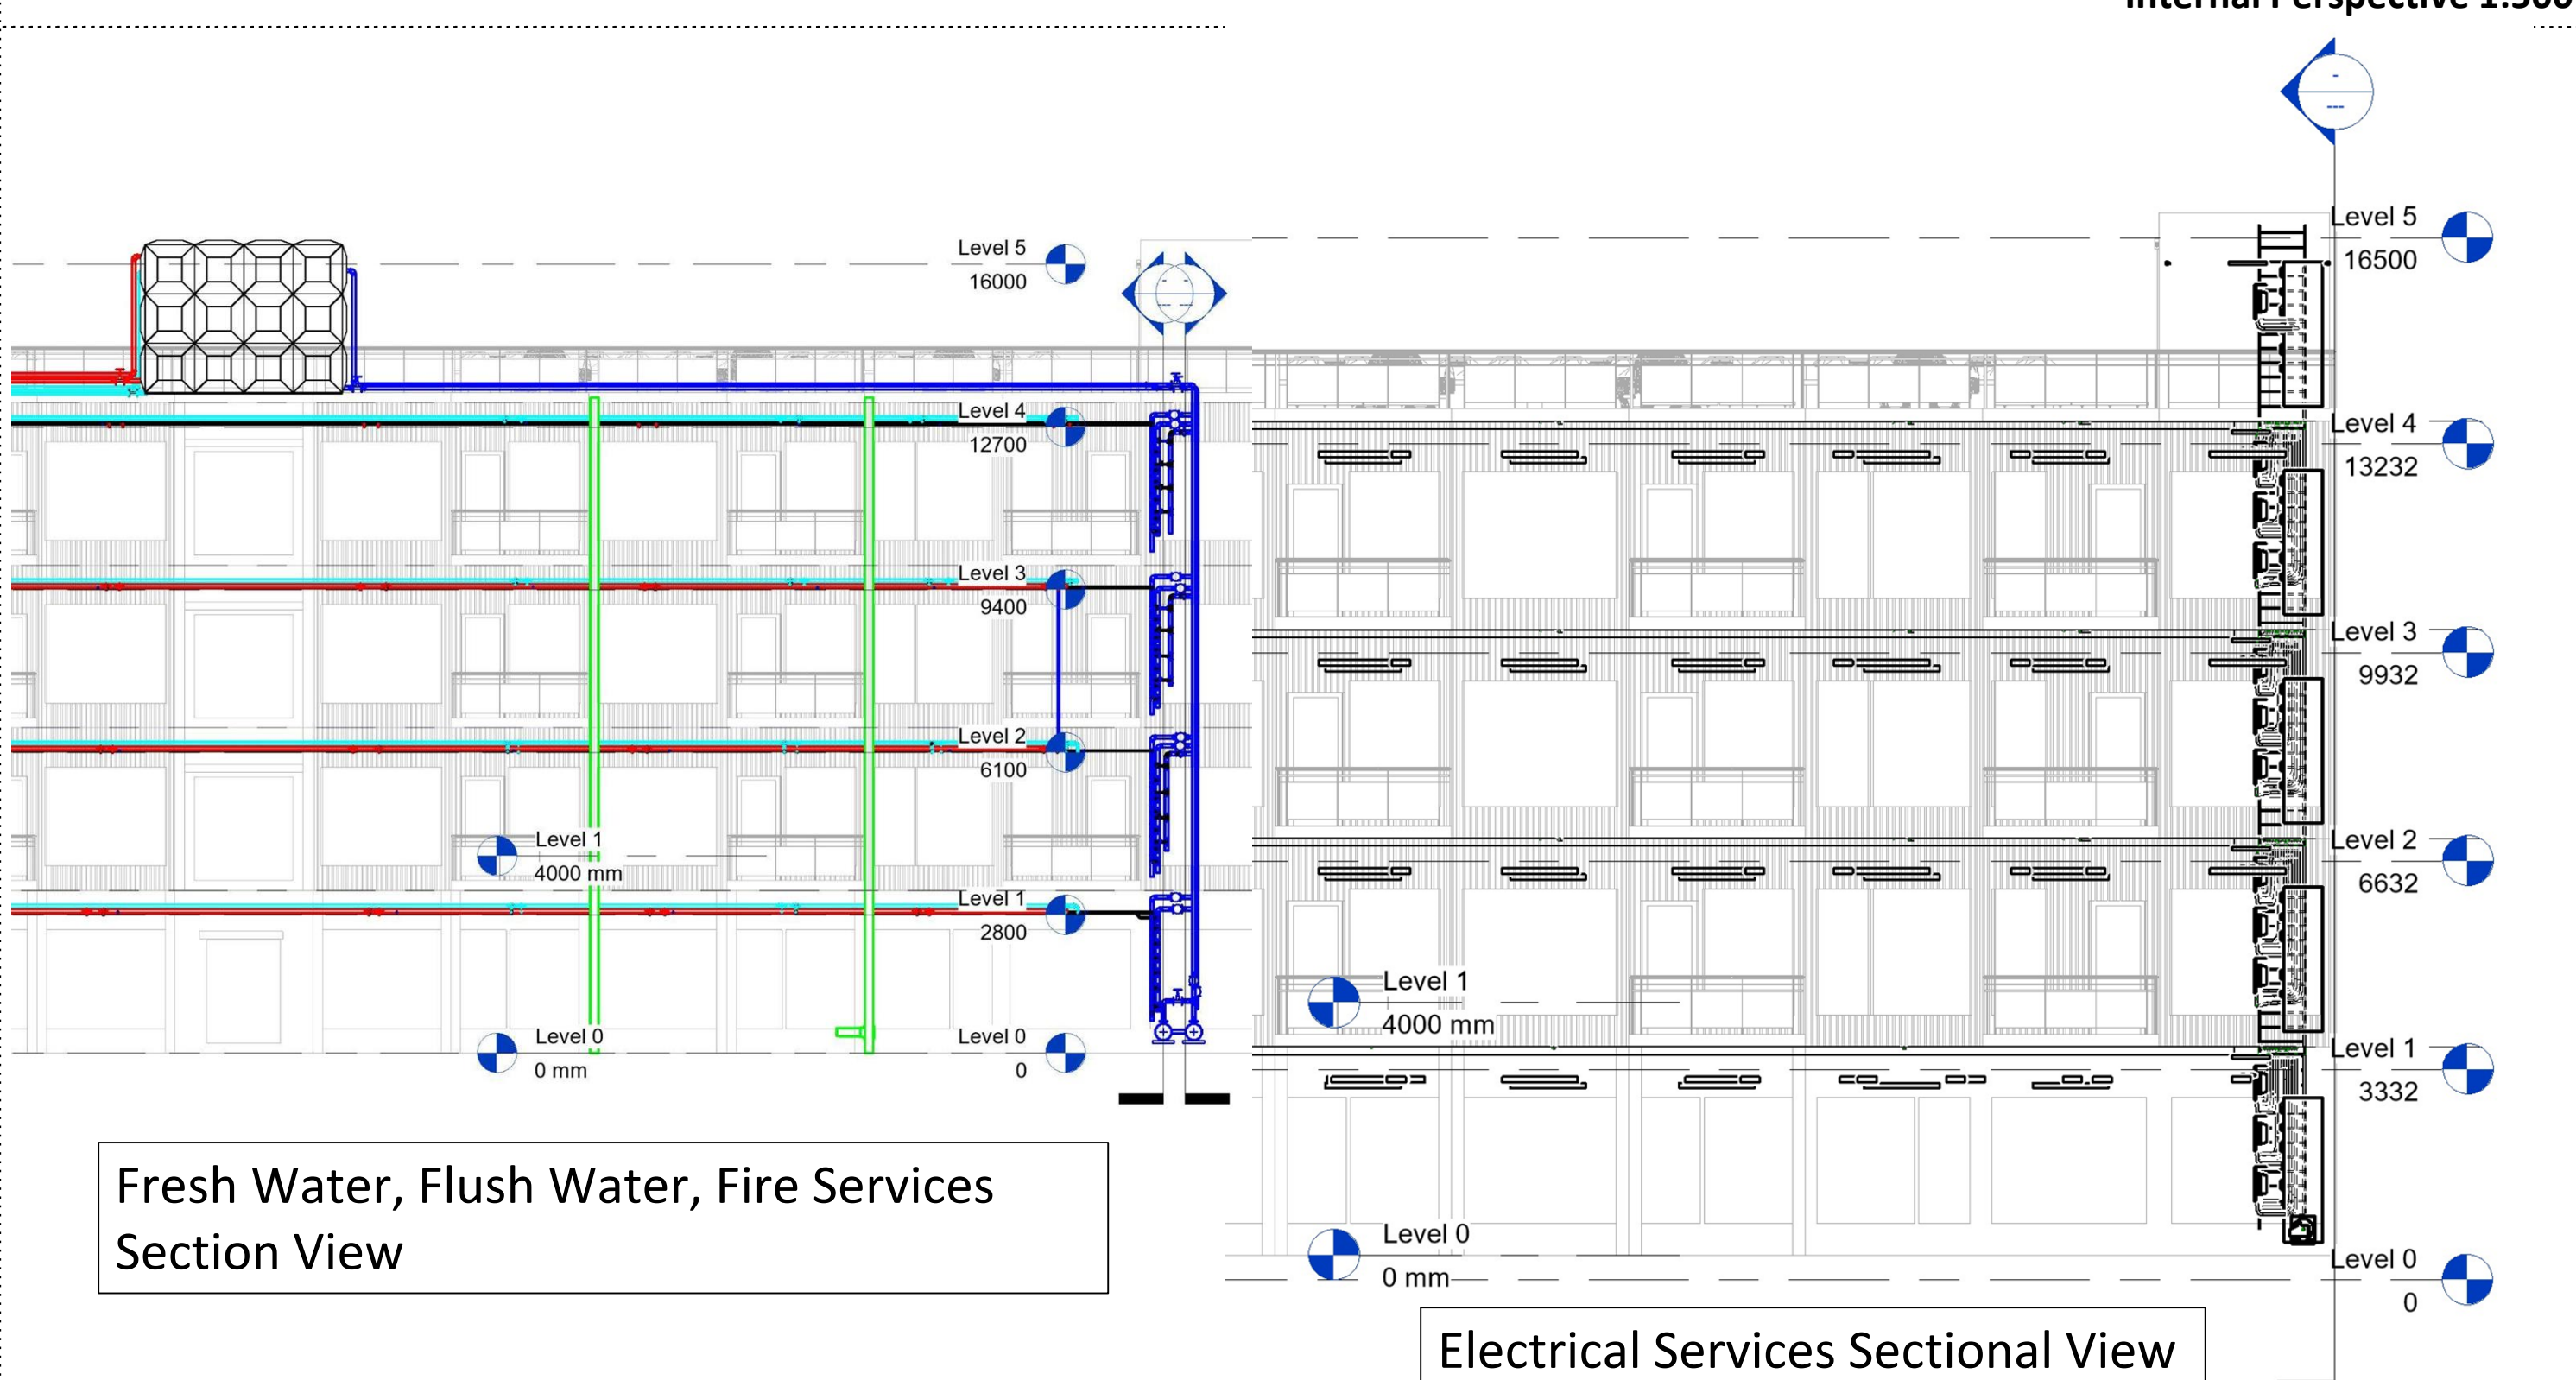 Internal Perspective
Level 5
16000
Level 4
12700
Level 3
9400
Level 2
6100
Level 1
4000 mm
Level 1
2800
Level 0
0 mm
Level 0
0
Fresh Water, Flush Water, Fire Services
Section View
Level 5
16500
Level 4
13232
Level 3
9932
Level 2
6632
Level 1
4000 mm
Level 1
3332
Level 0
0 mm
Level 0
0
Electrical Services Sectional View